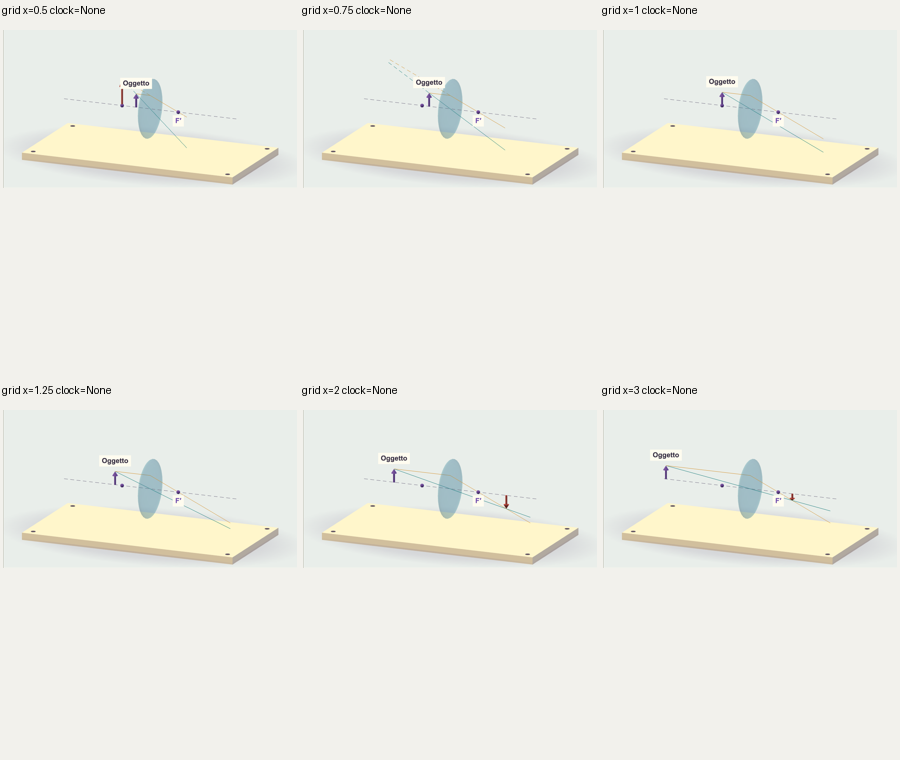 grid x=0.5 clock=None
grid x=0.75 clock=None
grid x=1 clock=None
Oggetto
F'
Oggetto
F'
Oggetto
F'
grid x=1.25 clock=None
grid x=2 clock=None
grid x=3 clock=None
Oggetto
F'
Oggetto
F'
Oggetto
F'